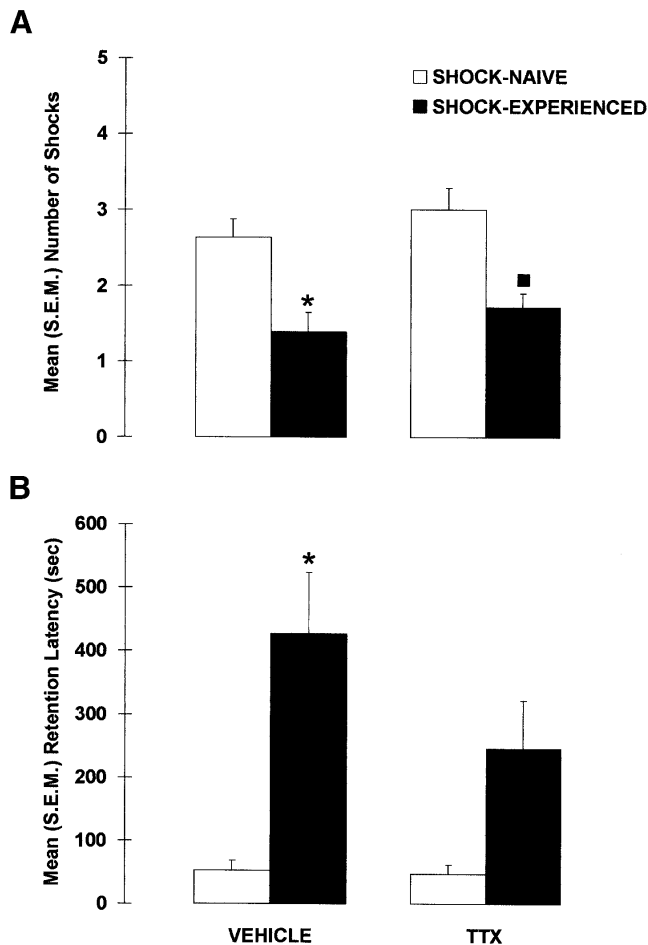 A
Mean (S.E.M.) Number of Shocks
5
4
3
2
1
0
SHOCK-NAIVE
SHOCK-EXPERIENCED
*
B
Mean (S.E.M.) Retention Latency (sec)
600
500
400
300
200
100
0
*
VEHICLE
TTX